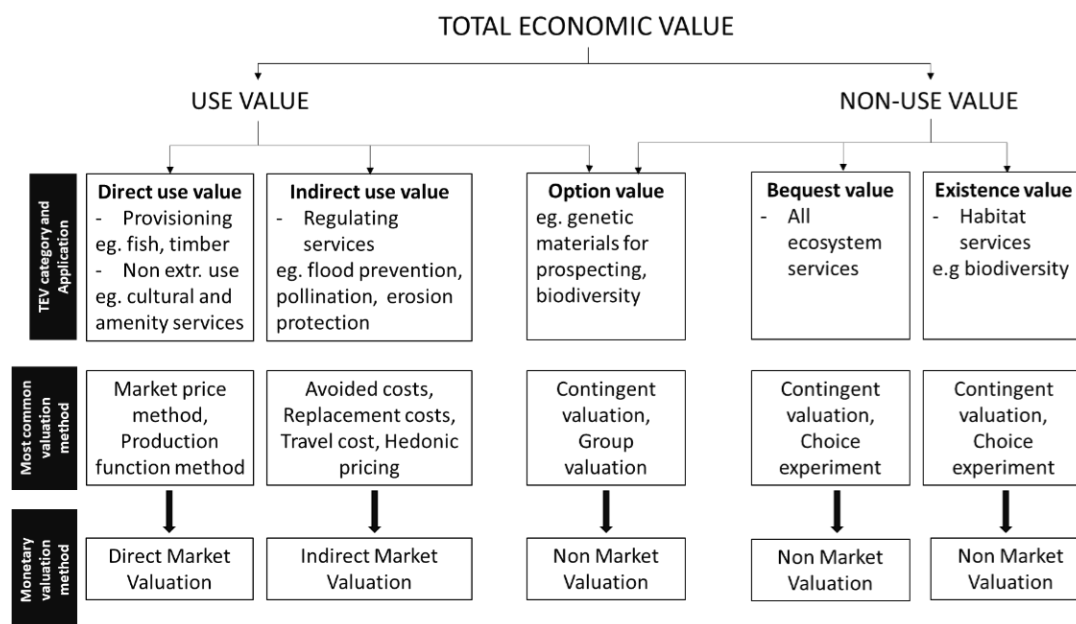 TOTAL ECONOMIC VALUE
USE VALUE
NON-USE VALUE
TEV category and
Application
Direct use value
- Provisioning
eg. fish, timber
- Non extr. use
eg. cultural and
amenity services
Indirect use value
- Regulating
services
eg. flood prevention,
pollination, erosion
protection
Option value
eg. genetic
materials for
prospecting,
biodiversity
Bequest value
- All
ecosystem
services
Existence value
- Habitat
services
e.g biodiversity
Most common
valuation
method
Market price
method,
Production
function method
Avoided costs,
Replacement costs,
Travel cost, Hedonic
pricing
Contingent
valuation,
Group
valuation
Contingent
valuation,
Choice
experiment
Contingent
valuation,
Choice
experiment
Monetary
valuation
method
Direct Market
Valuation
Indirect Market
Valuation
Non Market
Valuation
Non Market
Valuation
Non Market
Valuation